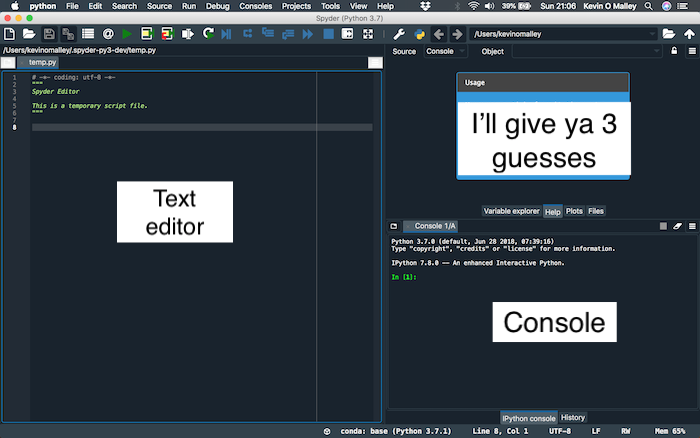 python File Edit Search Source Run Debug Consoles Projects Tools View Help 39% Sun 21:06 Kevin O Malley
Spyder (Python 3.7)
/Users/kevinomalley
/Users/kevinomalley/.spyder-py3-dev/temp.py
Source Console Object
temp.py
1 # -*- coding: utf-8 -*-
2 """
3 Spyder Editor
4
5 This is a temporary script file.
6 """
7
8
Usage
I'll give ya 3
guesses
Text
editor
Variable explorer Help Plots Files
Console 1/A
Python 3.7.0 (default, Jun 28 2018, 07:39:16)
Type "copyright", "credits" or "license" for more information.
IPython 7.8.0 -- An enhanced Interactive Python.
In [1]:
Console
IPython console History
conda: base (Python 3.7.1) Line 8, Col 1 UTF-8 LF RW Mem 65%